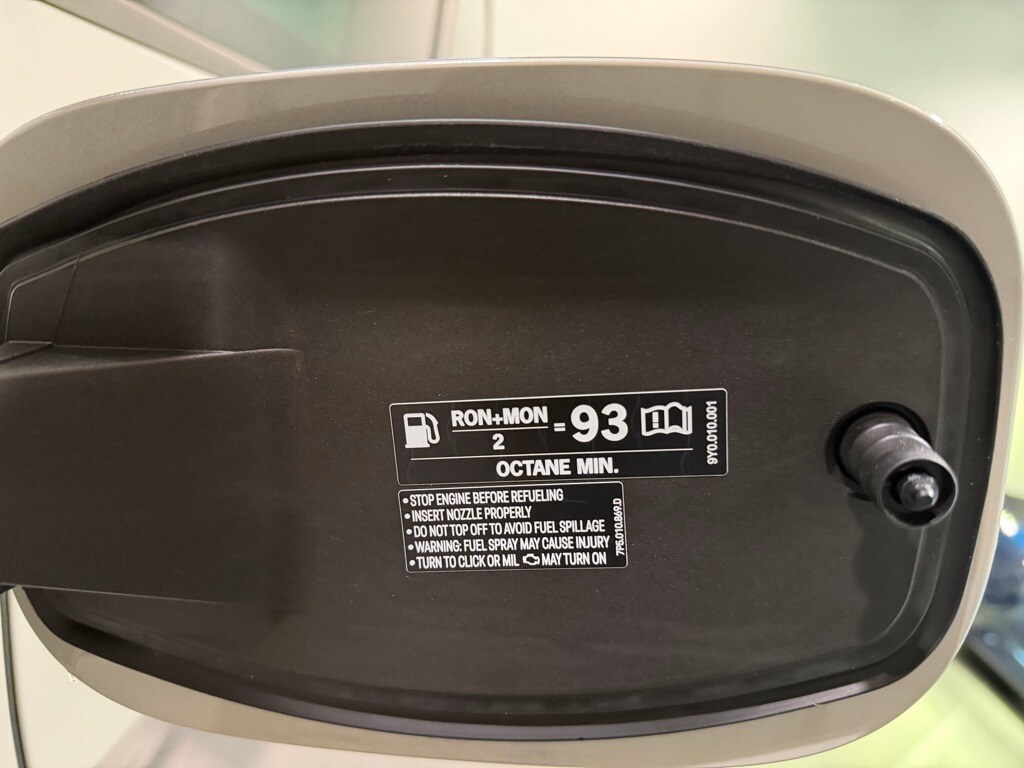 RON+MON
2
=93
OCTANE MIN.
9Y0.010.001
•STOP ENGINE BEFORE REFUELING
•INSERT NOZZLE PROPERLY
•DO NOT TOP OFF TO AVOID FUEL SPILLAGE
•WARNING: FUEL SPRAY MAY CAUSE INJURY
•TURN TO CLICK OR MIL MAY TURN ON
7P6.010.869.D